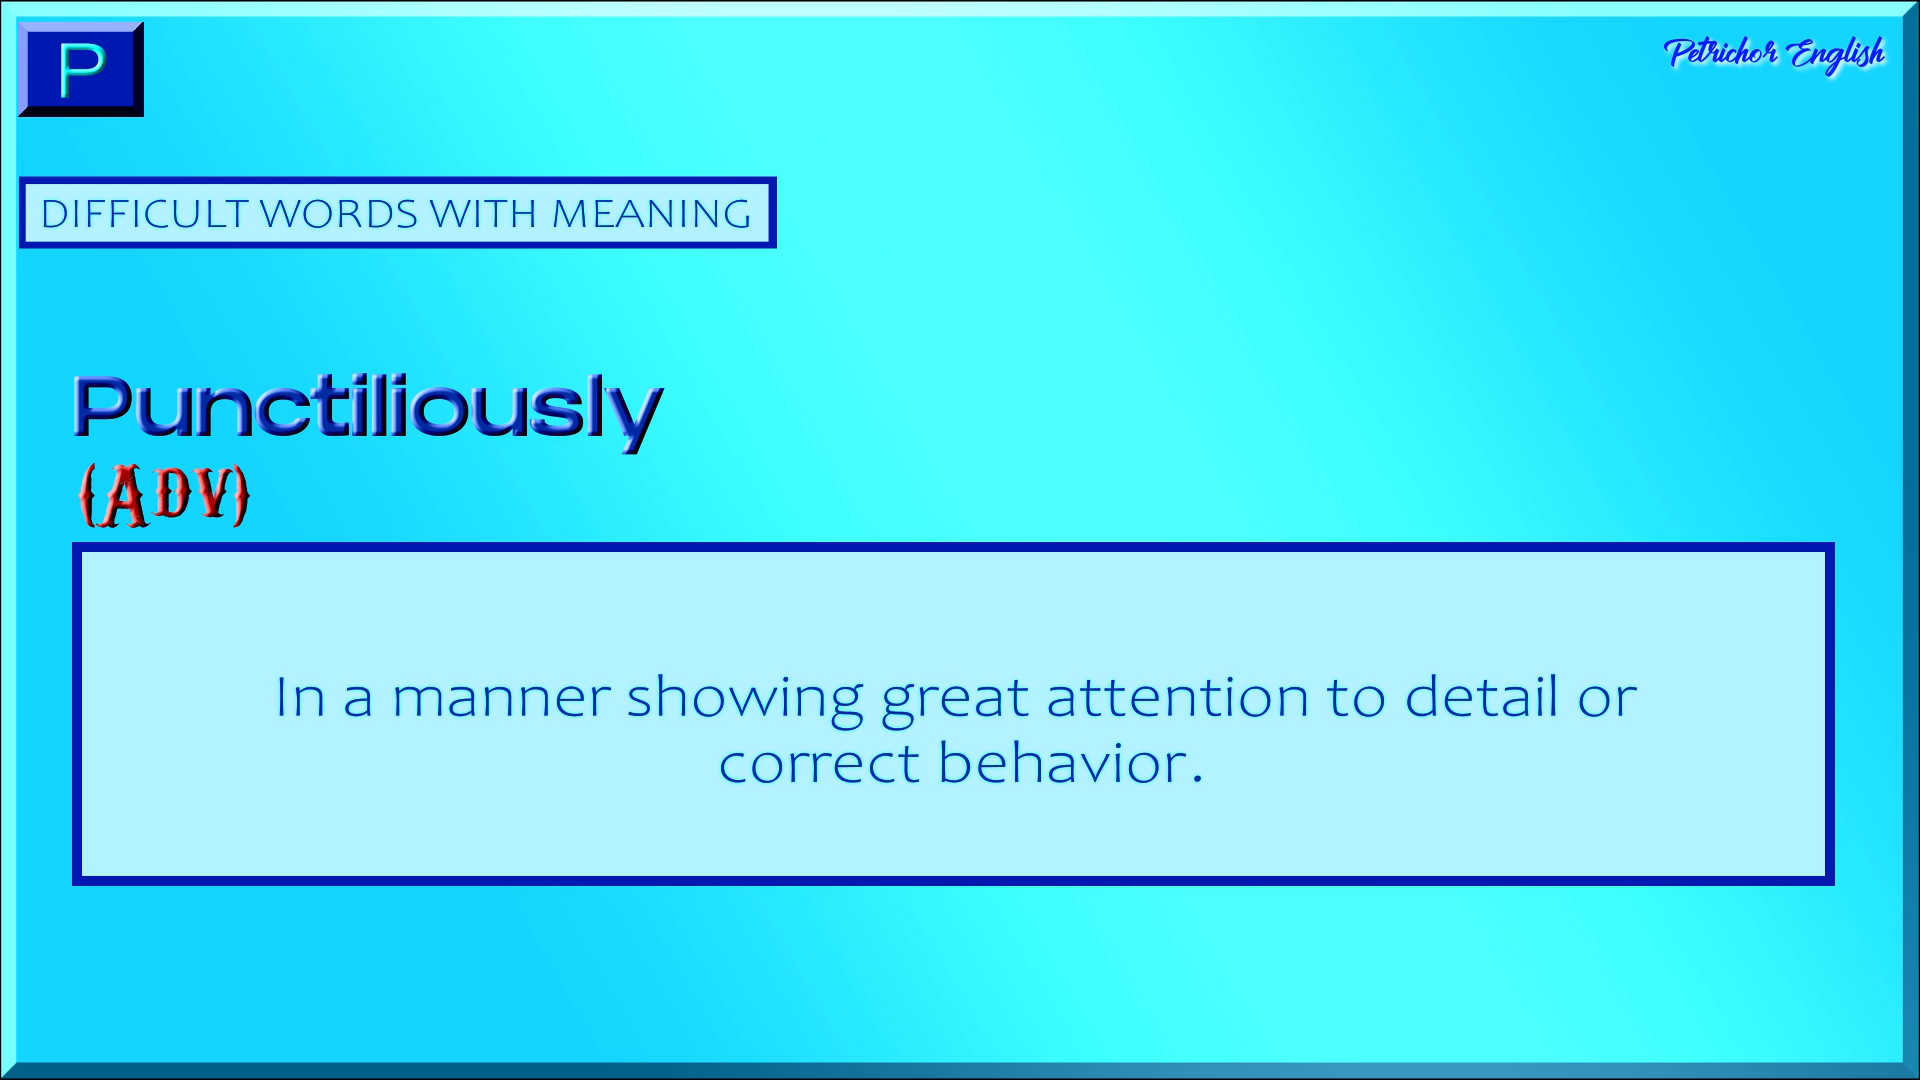 P
Petrichor English
DIFFICULT WORDS WITH MEANING
Punctiliously
(Adv)
In a manner showing great attention to detail or
correct behavior.